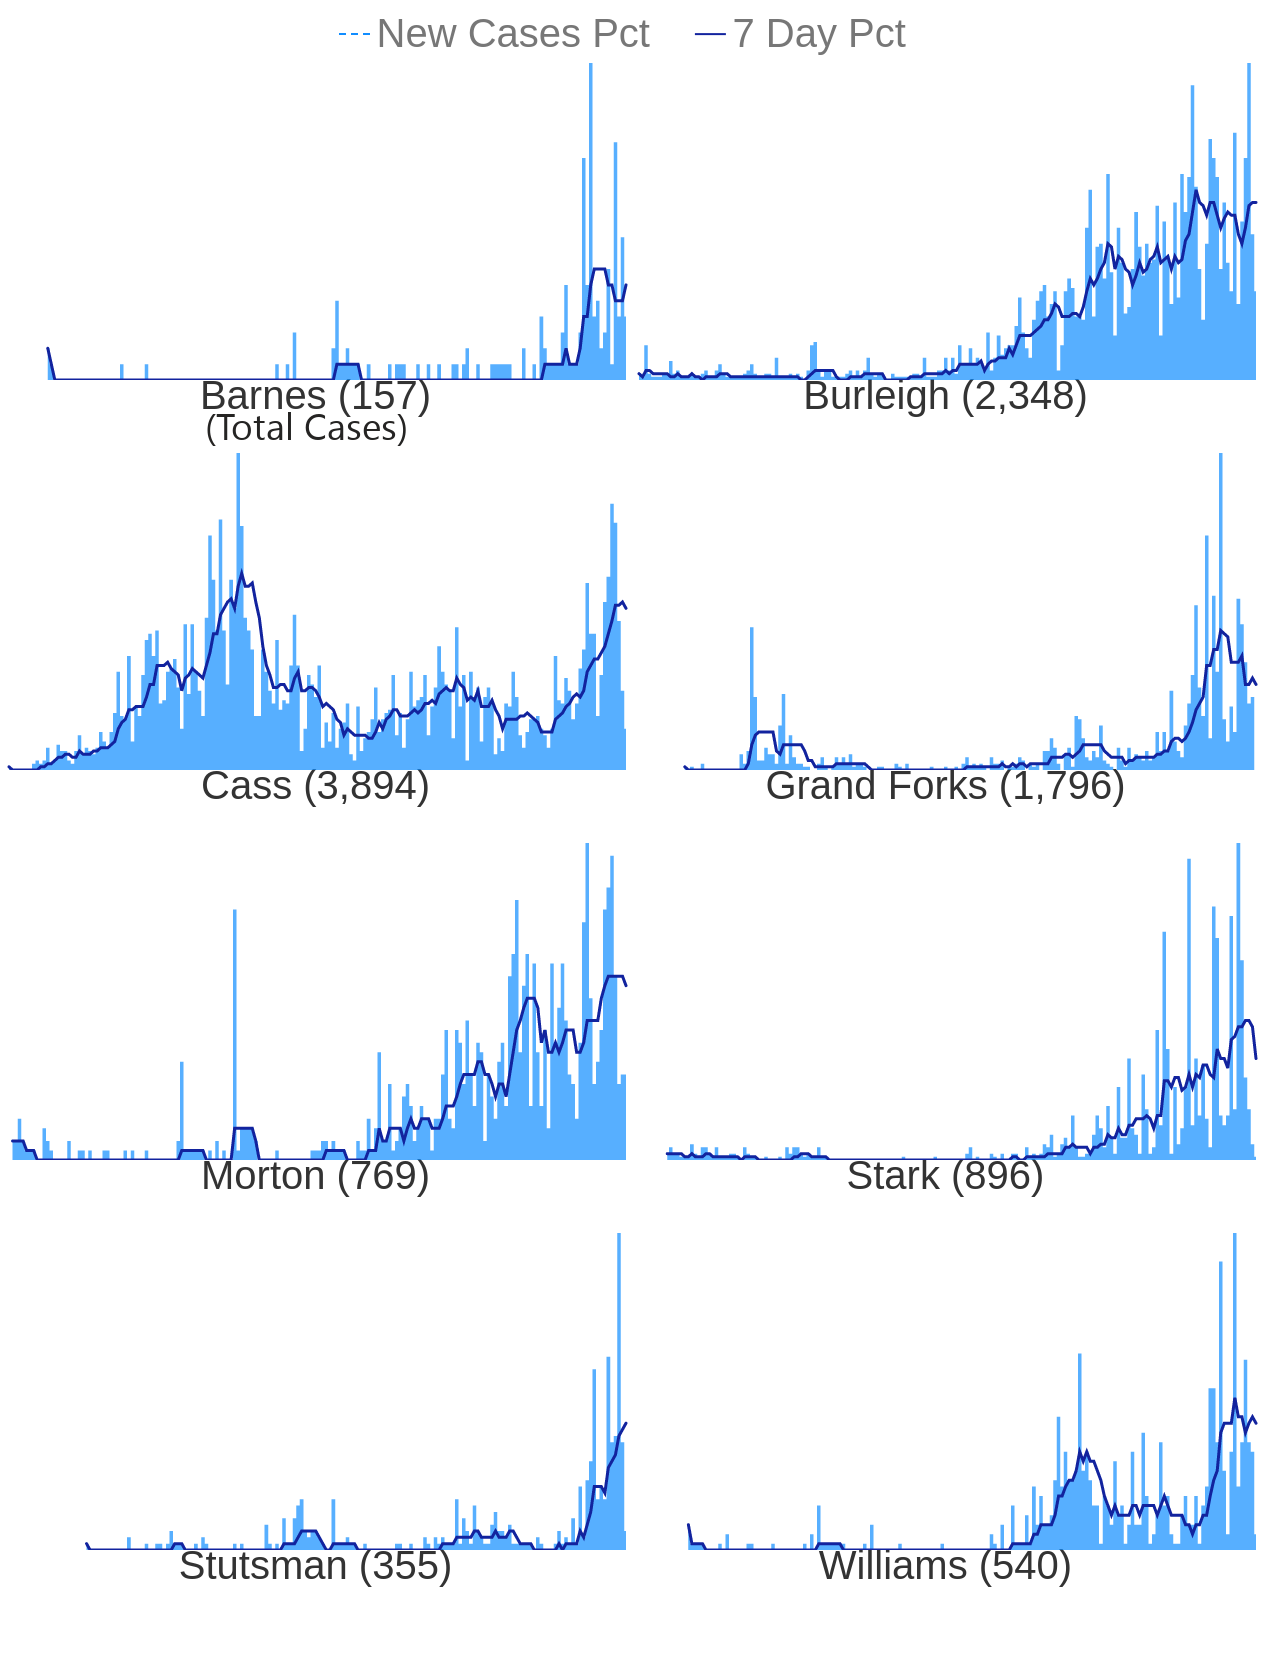 New Cases Pct 7 Day Pct
Barnes (157) Burleigh (2,348)
(Total Cases)
Cass (3,894) Grand Forks (1,796)
Morton (769) Stark (896)
Stutsman (355) Williams (540)